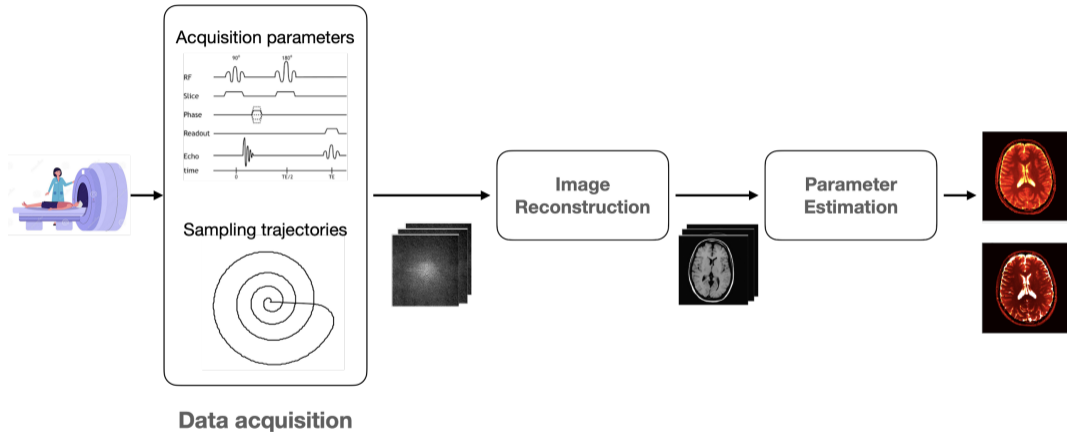 Acquisition parameters
90° 180°
RF
Slice
Phase
Readout
Echo
time 0 TE/2 TE
Sampling trajectories
Data acquisition
Image
Reconstruction
Parameter
Estimation